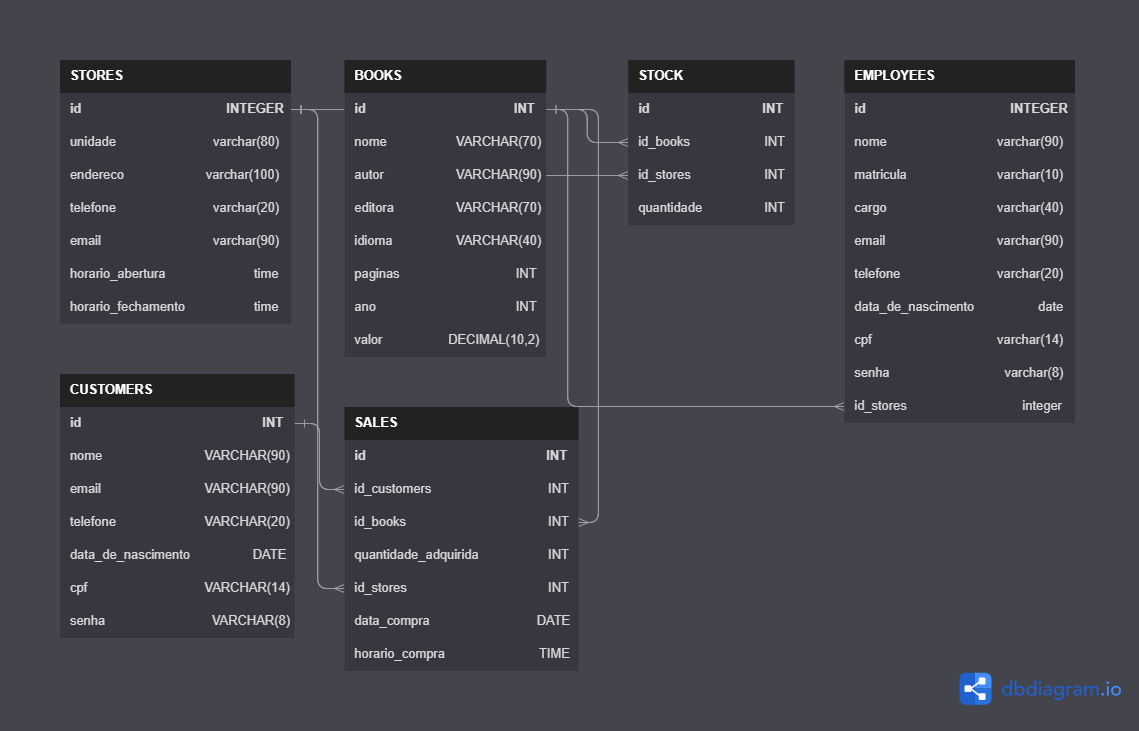 STORES
id INTEGER
unidade varchar(80)
endereco varchar(100)
telefone varchar(20)
email varchar(90)
horario_abertura time
horario_fechamento time
BOOKS
id INT
nome VARCHAR(70)
autor VARCHAR(90)
editora VARCHAR(70)
idioma VARCHAR(40)
paginas INT
ano INT
valor DECIMAL(10,2)
STOCK
id INT
id_books INT
id_stores INT
quantidade INT
EMPLOYEES
id INTEGER
nome varchar(90)
matricula varchar(10)
cargo varchar(40)
email varchar(90)
telefone varchar(20)
data_de_nascimento date
cpf varchar(14)
senha varchar(8)
id_stores integer
CUSTOMERS
id INT
nome VARCHAR(90)
email VARCHAR(90)
telefone VARCHAR(20)
data_de_nascimento DATE
cpf VARCHAR(14)
senha VARCHAR(8)
SALES
id INT
id_customers INT
id_books INT
quantidade_adquirida INT
id_stores INT
data_compra DATE
horario_compra TIME
dbdiagram.io